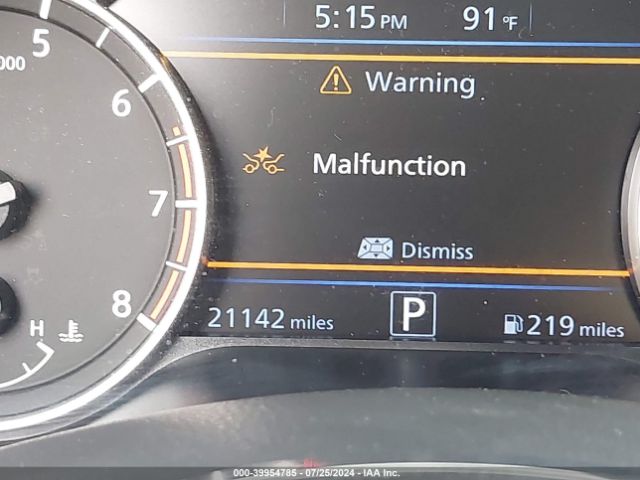 5:15 PM 91 °F
5
000
Warning
6
Malfunction
7
Dismiss
8
21142 miles P 219 miles
H
000-39954785 - 07/25/2024 - IAA Inc.